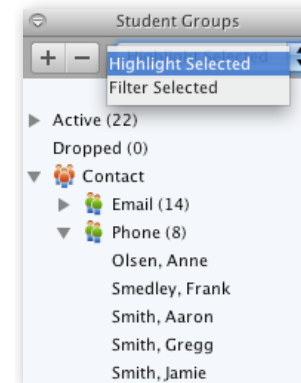 Student Groups
+ −
Highlight Selected
Filter Selected
Active (22)
Dropped (0)
Contact
Email (14)
Phone (8)
Olsen, Anne
Smedley, Frank
Smith, Aaron
Smith, Gregg
Smith, Jamie